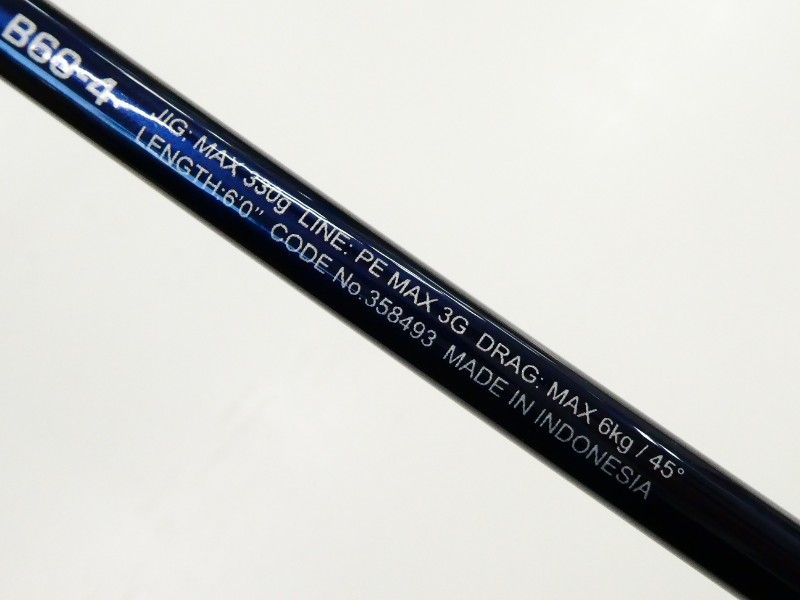 B60-4
JIG: MAX 330g LINE: PE MAX 3G DRAG: MAX 6kg / 45°
LENGTH:6'0" CODE No.358493 MADE IN INDONESIA